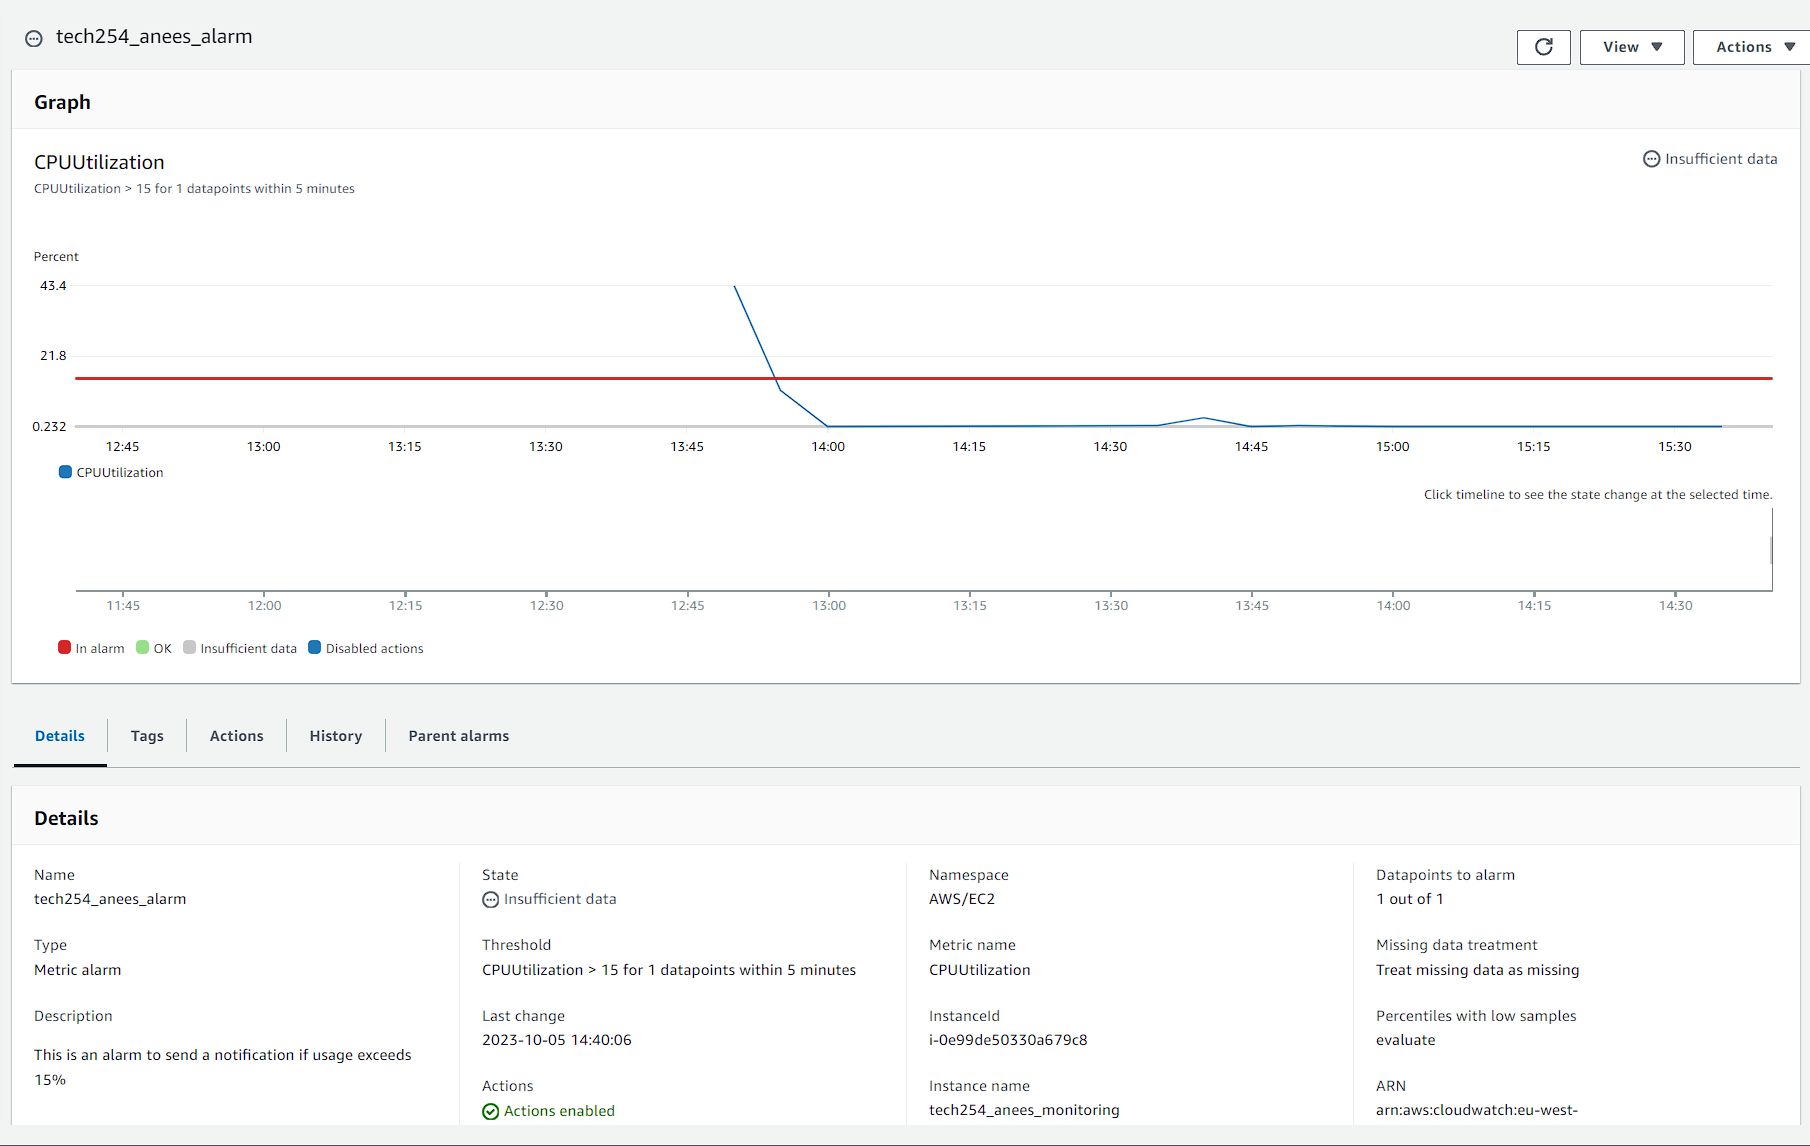 tech254_anees_alarm
View
Actions
Graph
CPUUtilization
Insufficient data
CPUUtilization > 15 for 1 datapoints within 5 minutes
Percent
43.4
21.8
0.232
12:45 13:00 13:15 13:30 13:45 14:00 14:15 14:30 14:45 15:00 15:15 15:30
CPUUtilization
Click timeline to see the state change at the selected time.
11:45 12:00 12:15 12:30 12:45 13:00 13:15 13:30 13:45 14:00 14:15 14:30
In alarm OK Insufficient data Disabled actions
Details Tags Actions History Parent alarms
Details
Name
tech254_anees_alarm
Type
Metric alarm
Description
This is an alarm to send a notification if usage exceeds
15%
State
Insufficient data
Threshold
CPUUtilization > 15 for 1 datapoints within 5 minutes
Last change
2023-10-05 14:40:06
Actions
Actions enabled
Namespace
AWS/EC2
Metric name
CPUUtilization
InstanceId
i-0e99de50330a679c8
Instance name
tech254_anees_monitoring
Datapoints to alarm
1 out of 1
Missing data treatment
Treat missing data as missing
Percentiles with low samples
evaluate
ARN
arn:aws:cloudwatch:eu-west-